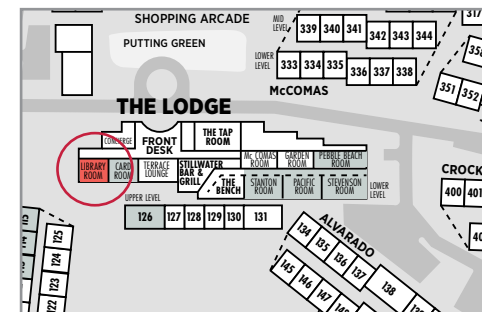 SHOPPING ARCADE
PUTTING GREEN
MID
LEVEL
339 340 341
342 343 344
317
LOWER
LEVEL
333 334 335
336 337 338
McCOMAS
351 352
THE LODGE
CONCIERGE
FRONT
DESK
THE TAP
ROOM
LIBRARY
ROOM
CARD
ROOM
TERRACE
LOUNGE
STILLWATER
BAR &
GRILL
Mc COMAS
ROOM
GARDEN
ROOM
PEBBLE BEACH
ROOM
THE
BENCH
STANTON
ROOM
PACIFIC
ROOM
STEVENSON
ROOM
LOWER
LEVEL
UPPER LEVEL
126 127 128 129 130 131
CROCK
400 401
ALVARADO
134 135 136 137 138
145 146 147
125
124
123
122